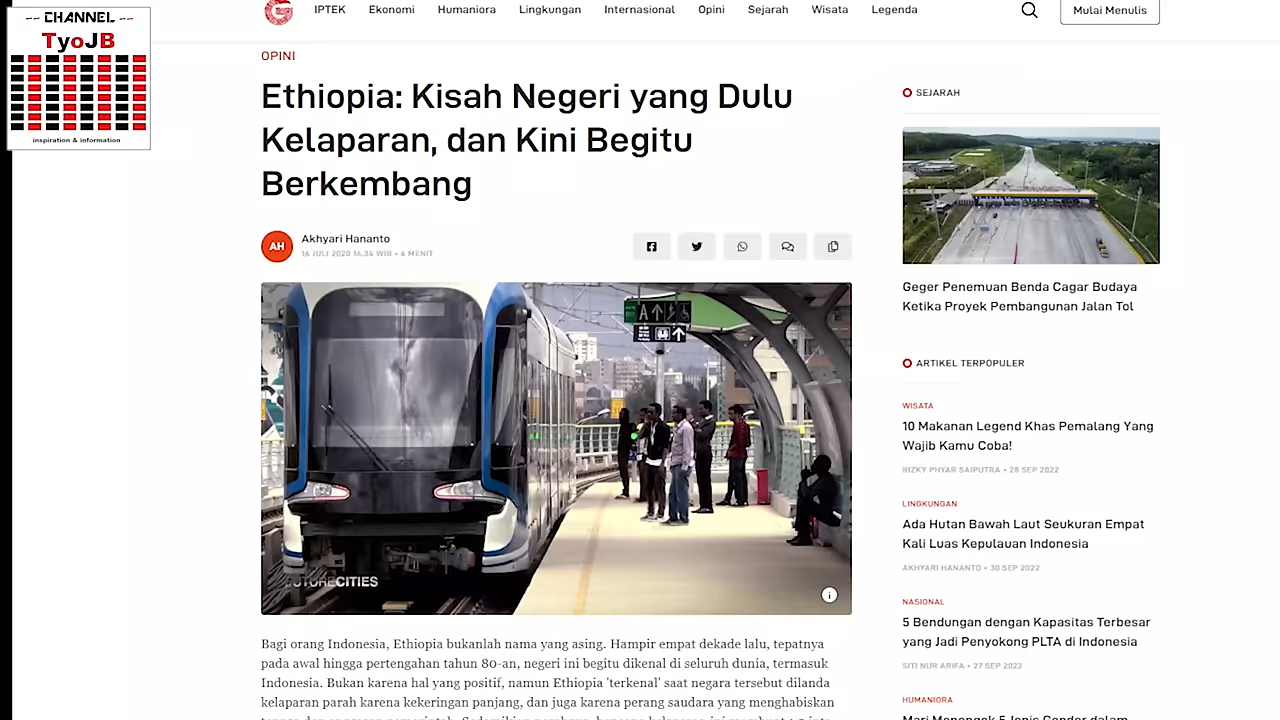 -- CHANNEL --
TyoJB
inspiration & information
IPTEK Ekonomi Humaniora Lingkungan Internasional Opini Sejarah Wisata Legenda
Mulai Menulis
OPINI
Ethiopia: Kisah Negeri yang Dulu
Kelaparan, dan Kini Begitu
Berkembang
AH
Akhyari Hananto
16 JULI 2020 14.34 WIB • 6 MENIT
A
CITIES
Bagi orang Indonesia, Ethiopia bukanlah nama yang asing. Hampir empat dekade lalu, tepatnya
pada awal hingga pertengahan tahun 80-an, negeri ini begitu dikenal di seluruh dunia, termasuk
Indonesia. Bukan karena hal yang positif, namun Ethiopia 'terkenal' saat negara tersebut dilanda
kelaparan parah karena kekeringan panjang, dan juga karena perang saudara yang menghabiskan
SEJARAH
Geger Penemuan Benda Cagar Budaya
Ketika Proyek Pembangunan Jalan Tol
ARTIKEL TERPOPULER
WISATA
10 Makanan Legend Khas Pemalang Yang
Wajib Kamu Coba!
RIZKY PHYAR SAIPUTRA • 28 SEP 2022
LINGKUNGAN
Ada Hutan Bawah Laut Seukuran Empat
Kali Luas Kepulauan Indonesia
AKHYARI HANANTO • 30 SEP 2022
NASIONAL
5 Bendungan dengan Kapasitas Terbesar
yang Jadi Penyokong PLTA di Indonesia
SITI NUR ARIFA • 27 SEP 2022
HUMANIORA
Mari Menengok 5 Jenis Gender dalam